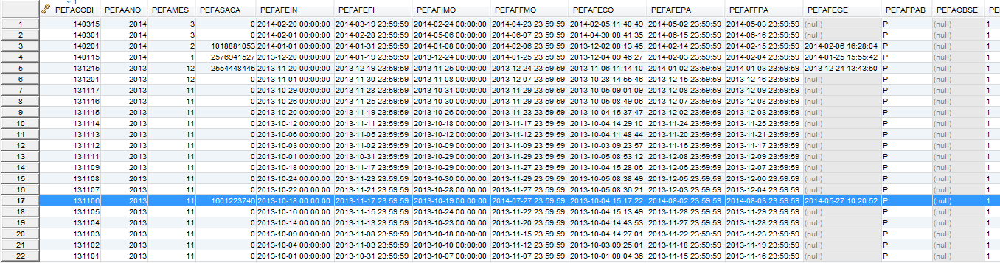 PEFACODI PEFAANO PEFAMES PEFASACA PEFAFEIN PEFAFEFI PEFAFIMO PEFAFFMO PEFAFECO PEFAFEPA PEFAFFPA PEFAFEGE PEFAFPAB PEFAOBSE PE
1 140315 2014 3 0 2014-02-20 00:00:00 2014-03-19 23:59:59 2014-02-24 00:00:00 2014-04-23 23:59:59 2014-02-05 11:40:49 2014-05-02 23:59:59 2014-05-03 23:59:59 (null) P (null) 1
2 140301 2014 3 0 2014-02-01 00:00:00 2014-02-28 23:59:59 2014-05-06 00:00:00 2014-06-07 23:59:59 2014-04-30 08:41:35 2014-06-15 23:59:59 2014-06-16 23:59:59 (null) P (null) 1
3 140201 2014 2 1018881053 2014-01-01 00:00:00 2014-01-31 23:59:59 2014-01-08 00:00:00 2014-02-06 23:59:59 2013-12-02 08:13:45 2014-02-14 23:59:59 2014-02-15 23:59:59 2014-02-06 16:28:04 P (null) 1
4 140115 2014 1 2576941527 2013-12-20 00:00:00 2014-01-19 23:59:59 2013-12-24 00:00:00 2014-01-25 23:59:59 2013-12-04 09:46:27 2014-02-03 23:59:59 2014-02-04 23:59:59 2014-01-25 15:55:42 P (null) 1
5 131215 2013 12 2554448445 2013-11-20 00:00:00 2013-12-19 23:59:59 2013-11-25 00:00:00 2013-12-24 23:59:59 2013-11-06 11:14:10 2014-01-02 23:59:59 2014-01-03 23:59:59 2013-12-24 13:43:50 P (null) 1
6 131201 2013 12 0 2013-11-01 00:00:00 2013-11-30 23:59:59 2013-11-08 00:00:00 2013-12-07 23:59:59 2013-10-28 14:55:46 2013-12-15 23:59:59 2013-12-16 23:59:59 (null) P (null) 1
7 131117 2013 11 0 2013-10-29 00:00:00 2013-11-28 23:59:59 2013-10-31 00:00:00 2013-11-29 23:59:59 2013-10-05 09:01:09 2013-12-08 23:59:59 2013-12-09 23:59:59 (null) P (null) 1
8 131116 2013 11 0 2013-10-26 00:00:00 2013-11-25 23:59:59 2013-10-30 00:00:00 2013-11-29 23:59:59 2013-10-05 08:49:06 2013-12-07 23:59:59 2013-12-08 23:59:59 (null) P (null) 1
9 131115 2013 11 0 2013-10-20 00:00:00 2013-11-19 23:59:59 2013-10-26 00:00:00 2013-11-23 23:59:59 2013-10-04 15:37:47 2013-12-02 23:59:59 2013-12-03 23:59:59 (null) P (null) 1
10 131114 2013 11 0 2013-10-12 00:00:00 2013-11-11 23:59:59 2013-10-18 00:00:00 2013-11-17 23:59:59 2013-10-04 14:29:10 2013-11-24 23:59:59 2013-11-25 23:59:59 (null) P (null) 1
11 131113 2013 11 0 2013-10-06 00:00:00 2013-11-05 23:59:59 2013-10-12 00:00:00 2013-11-12 23:59:59 2013-10-04 11:48:44 2013-11-20 23:59:59 2013-11-21 23:59:59 (null) P (null) 1
12 131112 2013 11 0 2013-10-03 00:00:00 2013-11-02 23:59:59 2013-10-09 00:00:00 2013-11-09 23:59:59 2013-10-03 09:23:57 2013-11-16 23:59:59 2013-11-17 23:59:59 (null) P (null) 1
13 131111 2013 11 0 2013-10-01 00:00:00 2013-10-31 23:59:59 2013-10-29 00:00:00 2013-11-09 23:59:59 2013-10-05 08:53:12 2013-12-08 23:59:59 2013-12-09 23:59:59 (null) P (null) 1
14 131109 2013 11 0 2013-10-18 00:00:00 2013-11-17 23:59:59 2013-10-29 00:00:00 2013-11-29 23:59:59 2013-10-04 15:28:06 2013-12-06 23:59:59 2013-12-07 23:59:59 (null) P (null) 1
15 131108 2013 11 0 2013-10-24 00:00:00 2013-11-23 23:59:59 2013-10-30 00:00:00 2013-11-29 23:59:59 2013-10-05 08:38:49 2013-12-05 23:59:59 2013-12-06 23:59:59 (null) P (null) 1
16 131107 2013 11 0 2013-10-22 00:00:00 2013-11-21 23:59:59 2013-10-28 00:00:00 2013-11-27 23:59:59 2013-10-05 08:36:21 2013-12-03 23:59:59 2013-12-04 23:59:59 (null) P (null) 1
17 131106 2013 11 1601223746 2013-10-18 00:00:00 2013-11-17 23:59:59 2013-10-19 00:00:00 2014-07-27 23:59:59 2013-10-04 15:17:22 2014-08-02 23:59:59 2014-08-03 23:59:59 2014-05-27 10:20:52 P (null) 1
18 131105 2013 11 0 2013-10-16 00:00:00 2013-11-15 23:59:59 2013-10-24 00:00:00 2013-11-22 23:59:59 2013-10-04 15:13:49 2013-11-28 23:59:59 2013-11-29 23:59:59 (null) P (null) 1
19 131104 2013 11 0 2013-10-14 00:00:00 2013-11-13 23:59:59 2013-10-23 00:00:00 2013-11-20 23:59:59 2013-10-04 14:43:53 2013-11-27 23:59:59 2013-11-28 23:59:59 (null) P (null) 1
20 131103 2013 11 0 2013-10-09 00:00:00 2013-11-08 23:59:59 2013-10-18 00:00:00 2013-11-15 23:59:59 2013-10-04 14:27:01 2013-11-22 23:59:59 2013-11-23 23:59:59 (null) P (null) 1
21 131102 2013 11 0 2013-10-04 00:00:00 2013-11-03 23:59:59 2013-10-10 00:00:00 2013-11-12 23:59:59 2013-10-03 09:25:01 2013-11-18 23:59:59 2013-11-19 23:59:59 (null) P (null) 1
22 131101 2013 11 0 2013-10-01 00:00:00 2013-10-31 23:59:59 2013-10-07 00:00:00 2013-11-07 23:59:59 2013-10-01 08:04:36 2013-11-15 23:59:59 2013-11-16 23:59:59 (null) P (null) 1